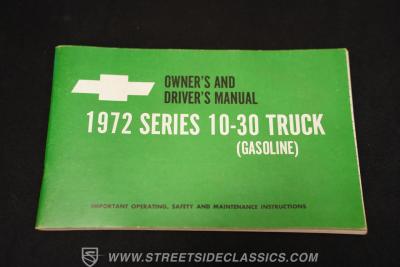 OWNER'S AND
DRIVER'S MANUAL
1972 SERIES 10-30 TRUCK
(GASOLINE)
IMPORTANT OPERATING, SAFETY AND MAINTENANCE INSTRUCTIONS
WWW.STREETSIDECLASSICS.COM